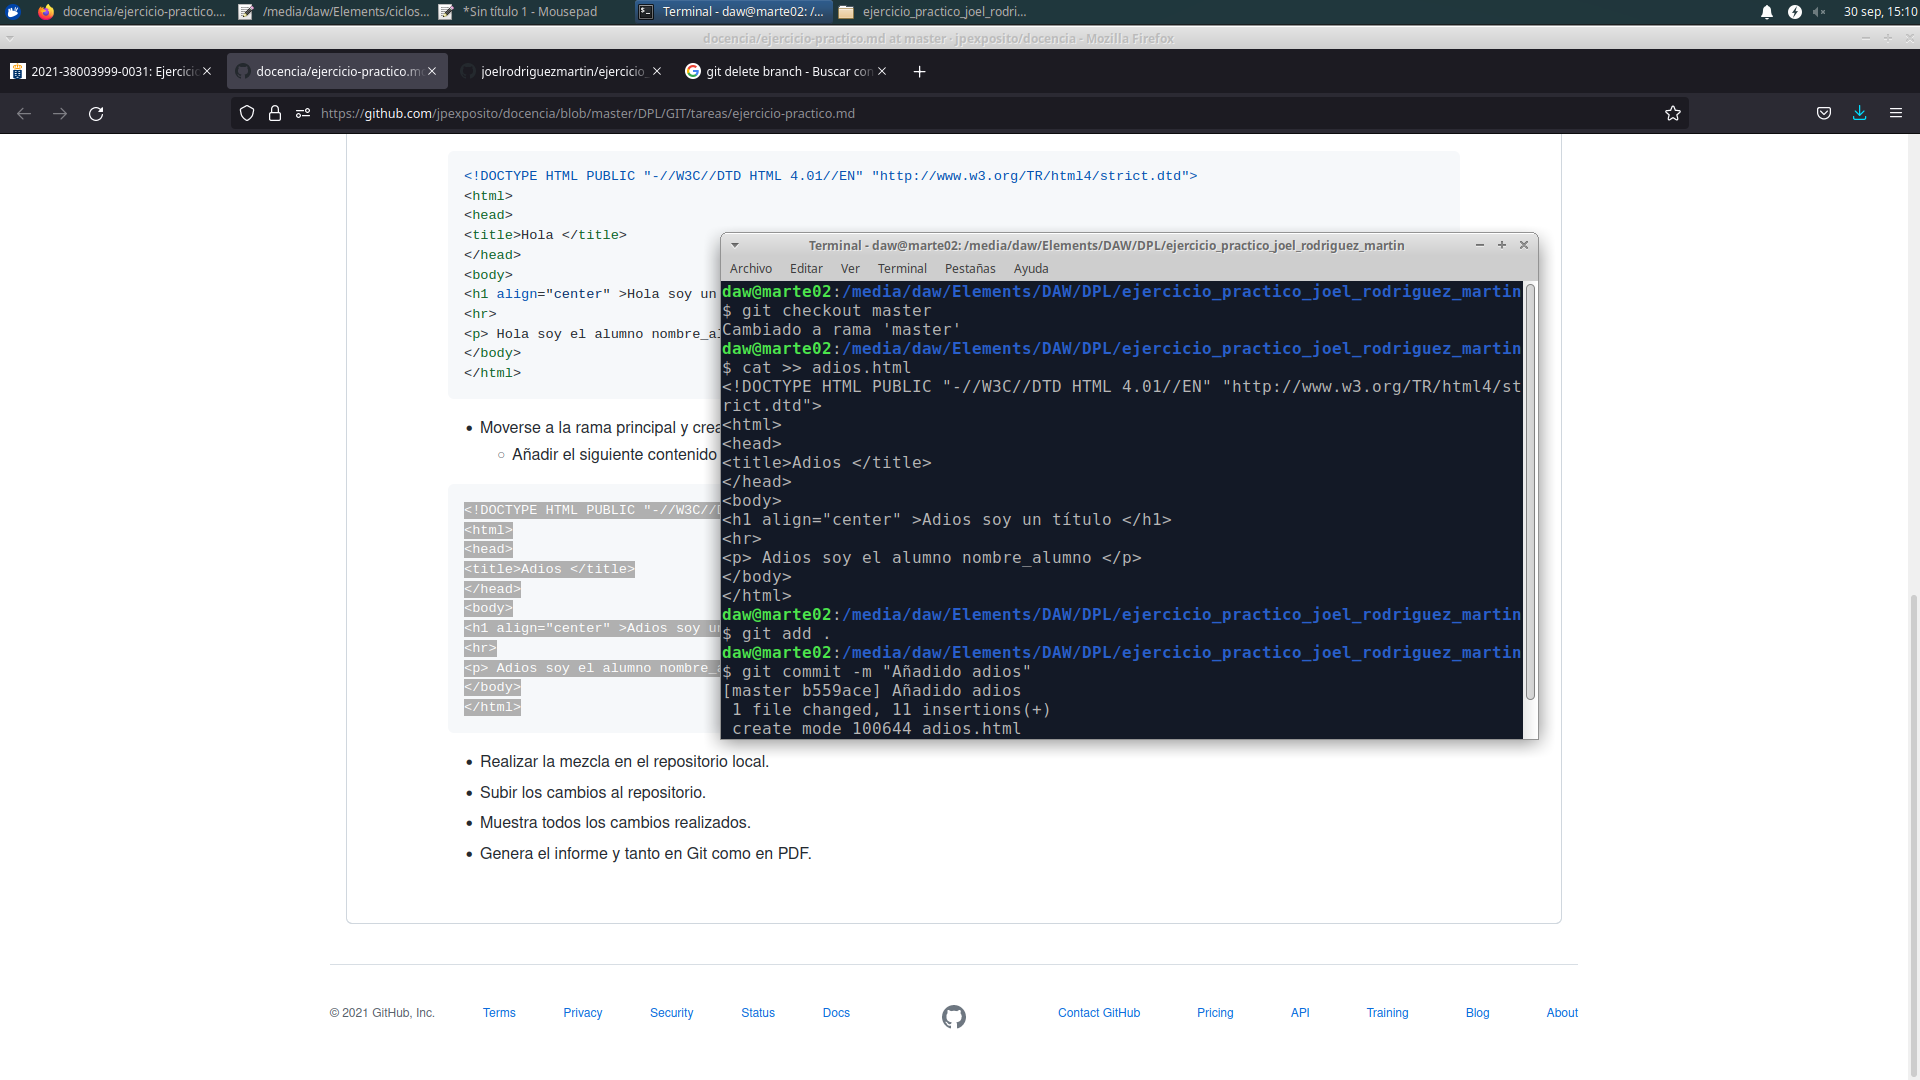 docencia/ejercicio-practico....
/media/daw/Elements/ciclos...
*Sin título 1 - Mousepad
Terminal - daw@marte02: /...
ejercicio_practico_joel_rodri...
30 sep, 15:10
docencia/ejercicio-practico.md at master · jpexposito/docencia - Mozilla Firefox
2021-38003999-0031: Ejercicio
docencia/ejercicio-practico.md
joelrodriguezmartin/ejercicio_
git delete branch - Buscar con
https://github.com/jpexposito/docencia/blob/master/DPL/GIT/tareas/ejercicio-practico.md
<!DOCTYPE HTML PUBLIC "-//W3C//DTD HTML 4.01//EN" "http://www.w3.org/TR/html4/strict.dtd">
<html>
<head>
<title>Hola </title>
</head>
<body>
<h1 align="center" >Hola soy un
<hr>
<p> Hola soy el alumno nombre_al
</body>
</html>
Moverse a la rama principal y crea
Añadir el siguiente contenido
<!DOCTYPE HTML PUBLIC "-//W3C//D
<html>
<head>
<title>Adios </title>
</head>
<body>
<h1 align="center" >Adios soy un
<hr>
<p> Adios soy el alumno nombre_a
</body>
</html>
Realizar la mezcla en el repositorio local.
Subir los cambios al repositorio.
Muestra todos los cambios realizados.
Genera el informe y tanto en Git como en PDF.
Terminal - daw@marte02: /media/daw/Elements/DAW/DPL/ejercicio_practico_joel_rodriguez_martin
Archivo Editar Ver Terminal Pestañas Ayuda
daw@marte02:/media/daw/Elements/DAW/DPL/ejercicio_practico_joel_rodriguez_martin
$ git checkout master
Cambiado a rama 'master'
daw@marte02:/media/daw/Elements/DAW/DPL/ejercicio_practico_joel_rodriguez_martin
$ cat >> adios.html
<!DOCTYPE HTML PUBLIC "-//W3C//DTD HTML 4.01//EN" "http://www.w3.org/TR/html4/st
rict.dtd">
<html>
<head>
<title>Adios </title>
</head>
<body>
<h1 align="center" >Adios soy un título </h1>
<hr>
<p> Adios soy el alumno nombre_alumno </p>
</body>
</html>
daw@marte02:/media/daw/Elements/DAW/DPL/ejercicio_practico_joel_rodriguez_martin
$ git add .
daw@marte02:/media/daw/Elements/DAW/DPL/ejercicio_practico_joel_rodriguez_martin
$ git commit -m "Añadido adios"
[master b559ace] Añadido adios
1 file changed, 11 insertions(+)
create mode 100644 adios.html
© 2021 GitHub, Inc. Terms Privacy Security Status Docs Contact GitHub Pricing API Training Blog About